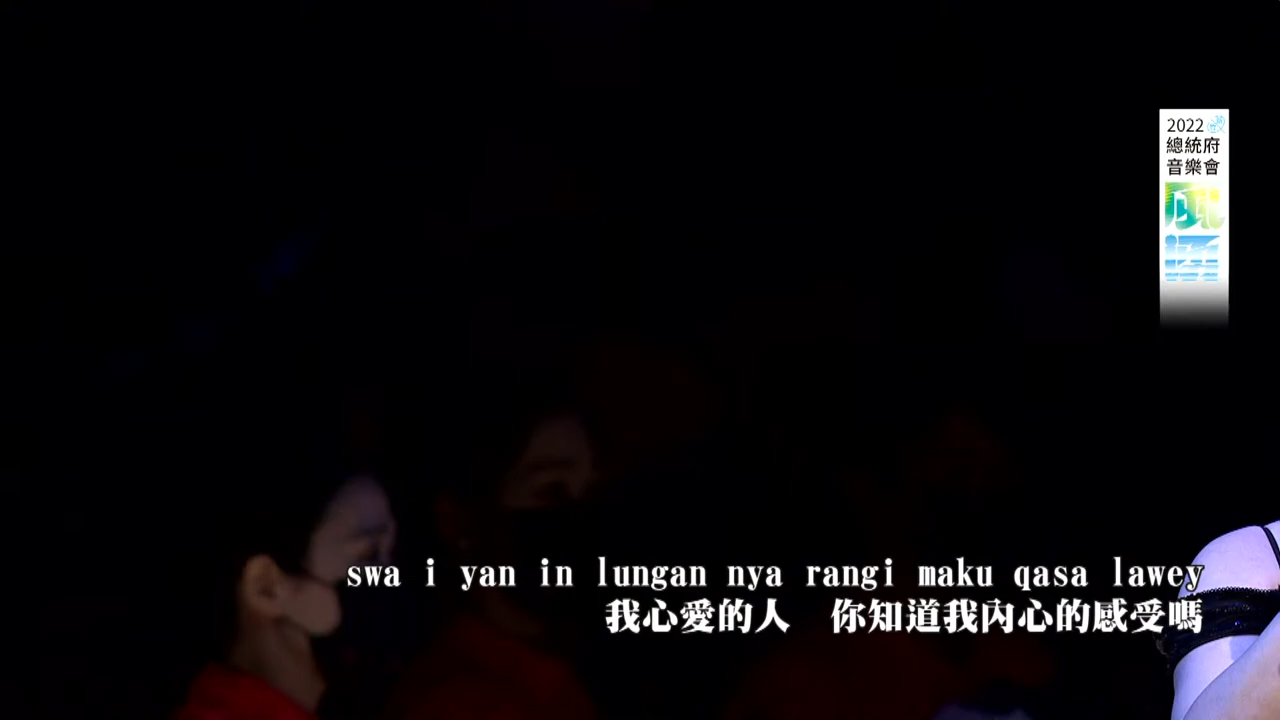 2022
總統府
音樂會
風
swa i yan in lungan nya rangi maku qasa lawey
我心愛的人 你知道我內心的感受嗎